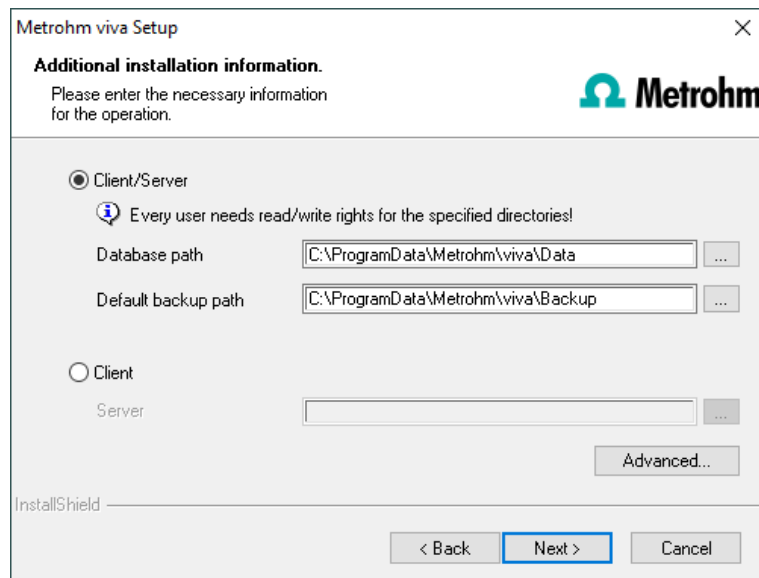 Metrohm viva Setup
Additional installation information.
Please enter the necessary information
for the operation.
Metrohm
Client/Server
Every user needs read/write rights for the specified directories!
Database path
C:\ProgramData\Metrohm\viva\Data
...
Default backup path
C:\ProgramData\Metrohm\viva\Backup
...
Client
Server
...
Advanced...
InstallShield
< Back
Next >
Cancel